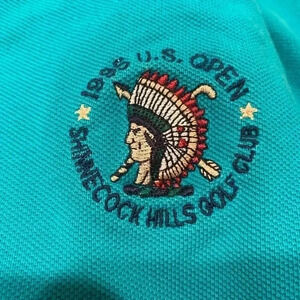 1995 U.S. OPEN
SHINNECOCK HILLS GOLF CLUB